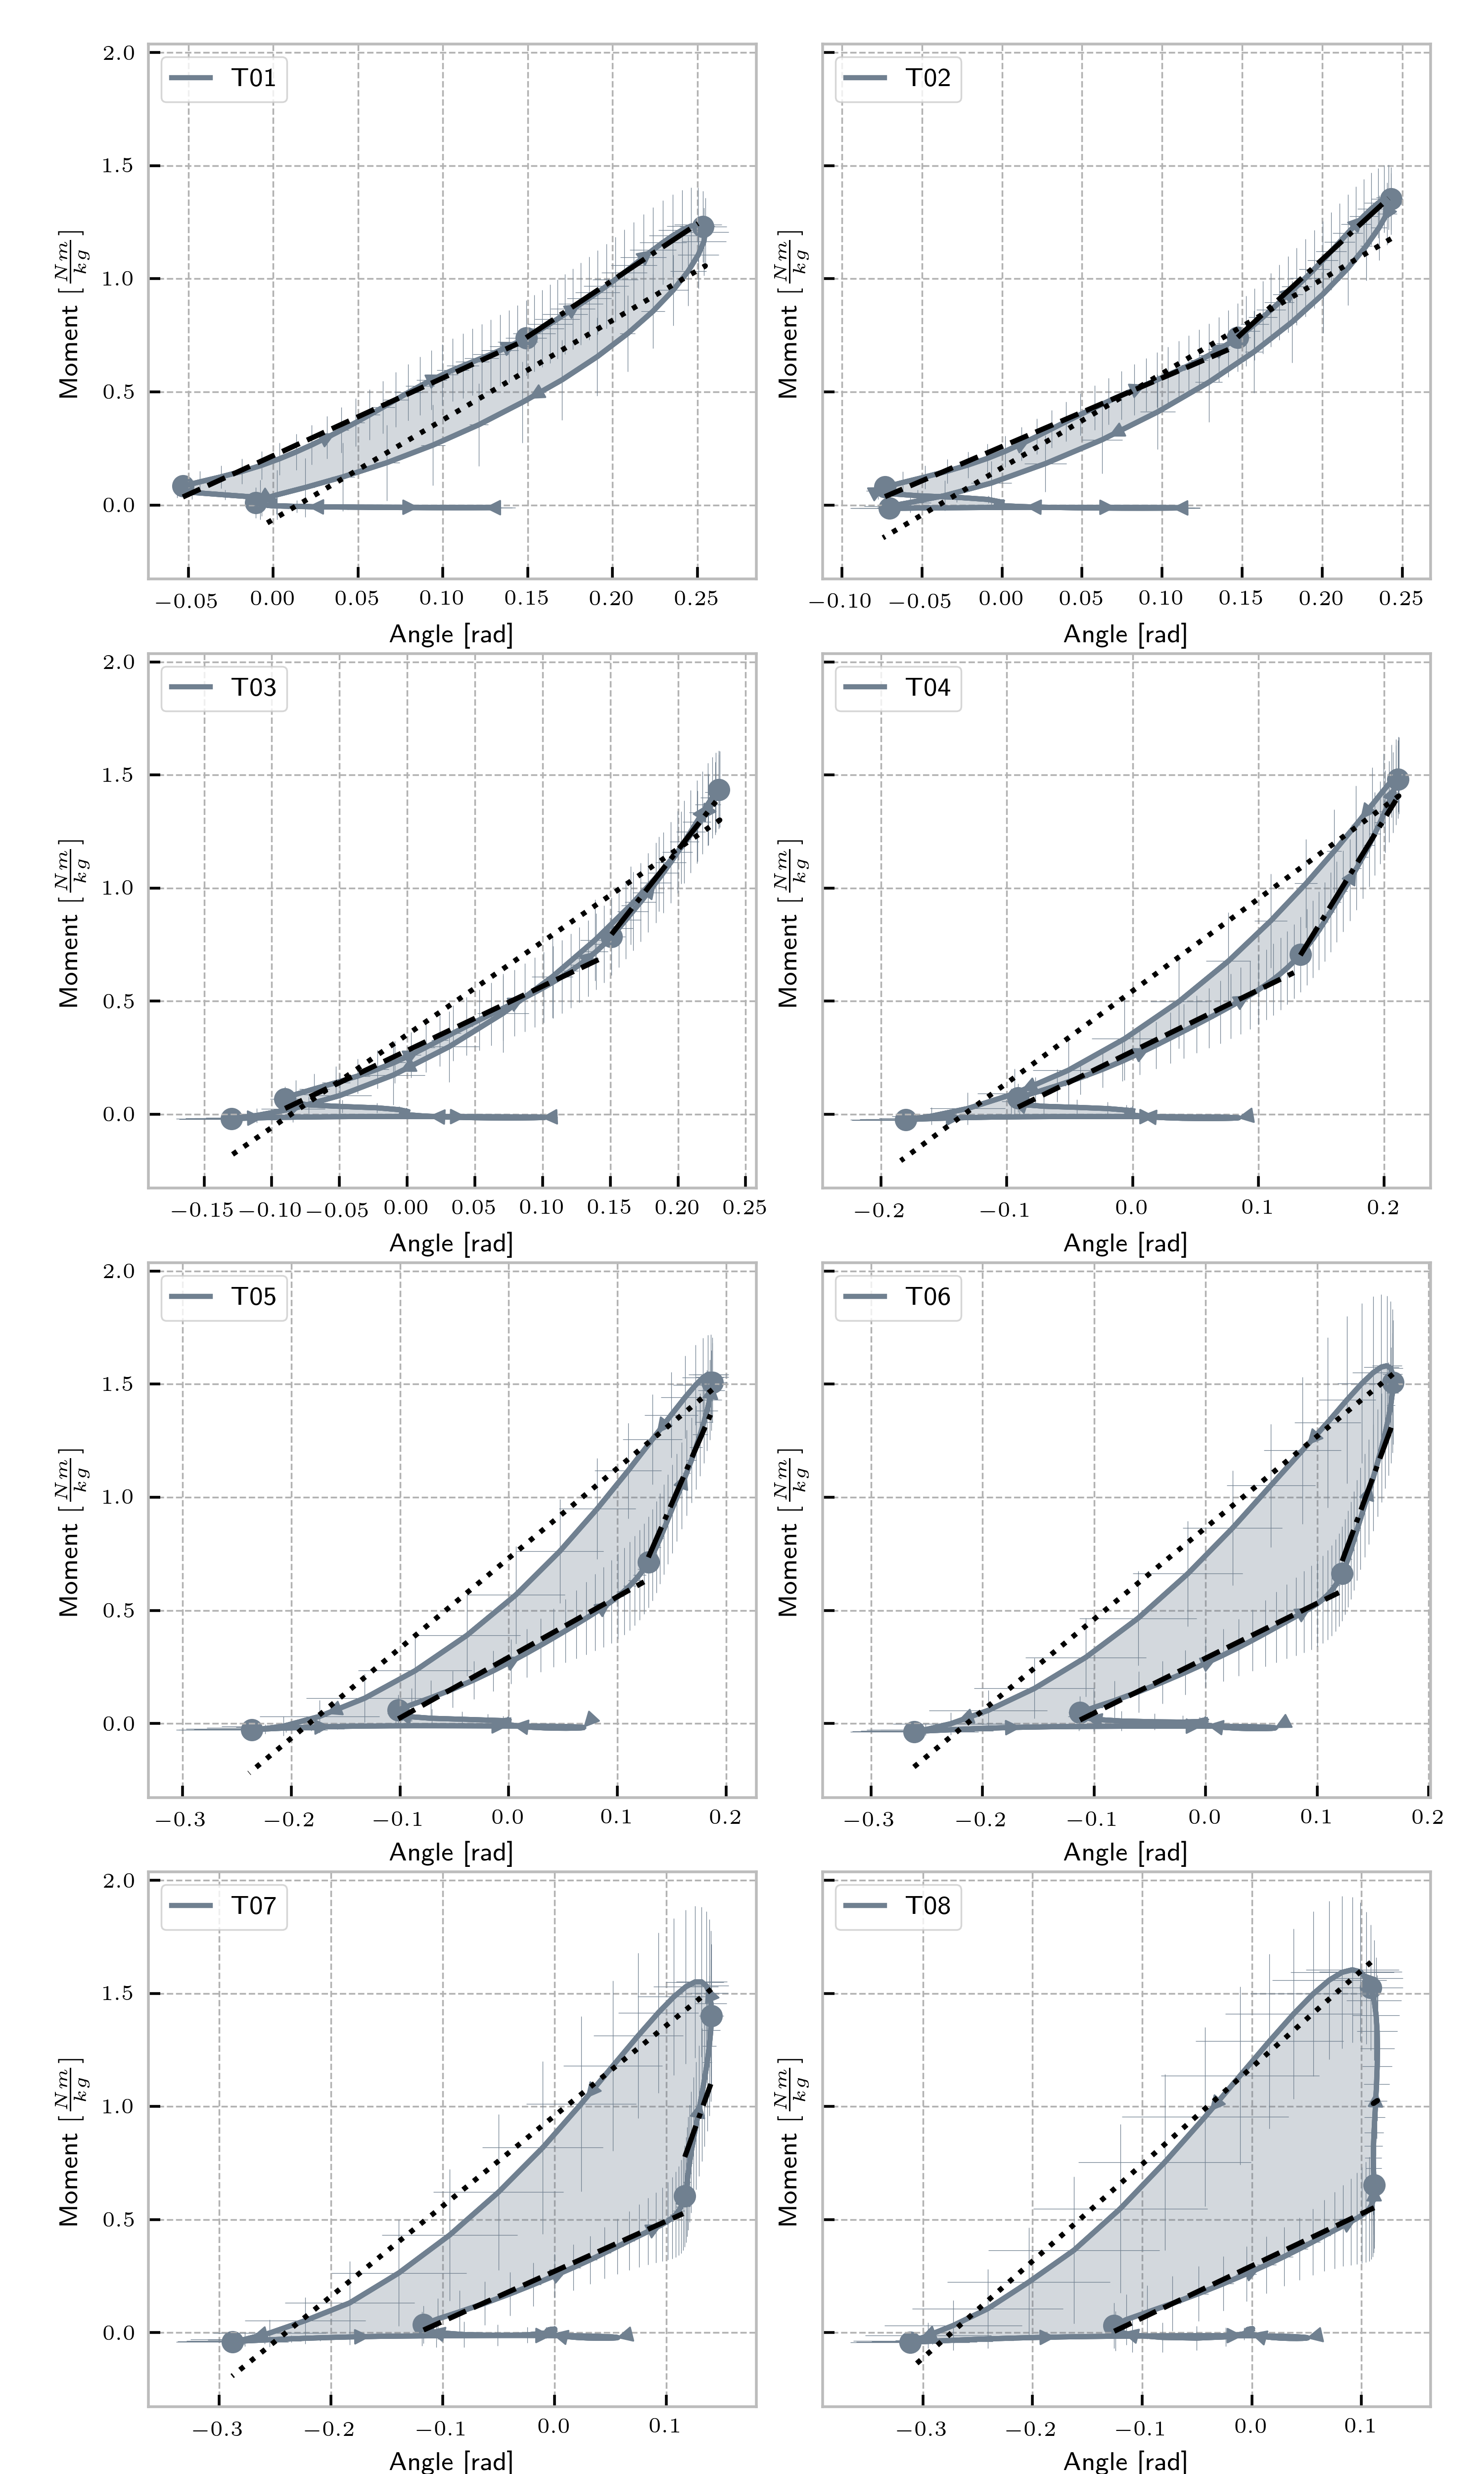 2.0
T01
T02
1.5
Moment [Nm/kg]
Moment [Nm/kg]
1.0
0.5
0.0
−0.05 0.00 0.05 0.10 0.15 0.20 0.25
−0.10 −0.05 0.00 0.05 0.10 0.15 0.20 0.25
Angle [rad]
Angle [rad]
2.0
T03
T04
1.5
Moment [Nm/kg]
Moment [Nm/kg]
1.0
0.5
0.0
−0.15 −0.10 −0.05 0.00 0.05 0.10 0.15 0.20 0.25
−0.2 −0.1 0.0 0.1 0.2
Angle [rad]
Angle [rad]
2.0
T05
T06
1.5
Moment [Nm/kg]
Moment [Nm/kg]
1.0
0.5
0.0
−0.3 −0.2 −0.1 0.0 0.1 0.2
−0.3 −0.2 −0.1 0.0 0.1 0.2
Angle [rad]
Angle [rad]
2.0
T07
T08
1.5
Moment [Nm/kg]
Moment [Nm/kg]
1.0
0.5
0.0
−0.3 −0.2 −0.1 0.0 0.1
−0.3 −0.2 −0.1 0.0 0.1
Angle [rad]
Angle [rad]